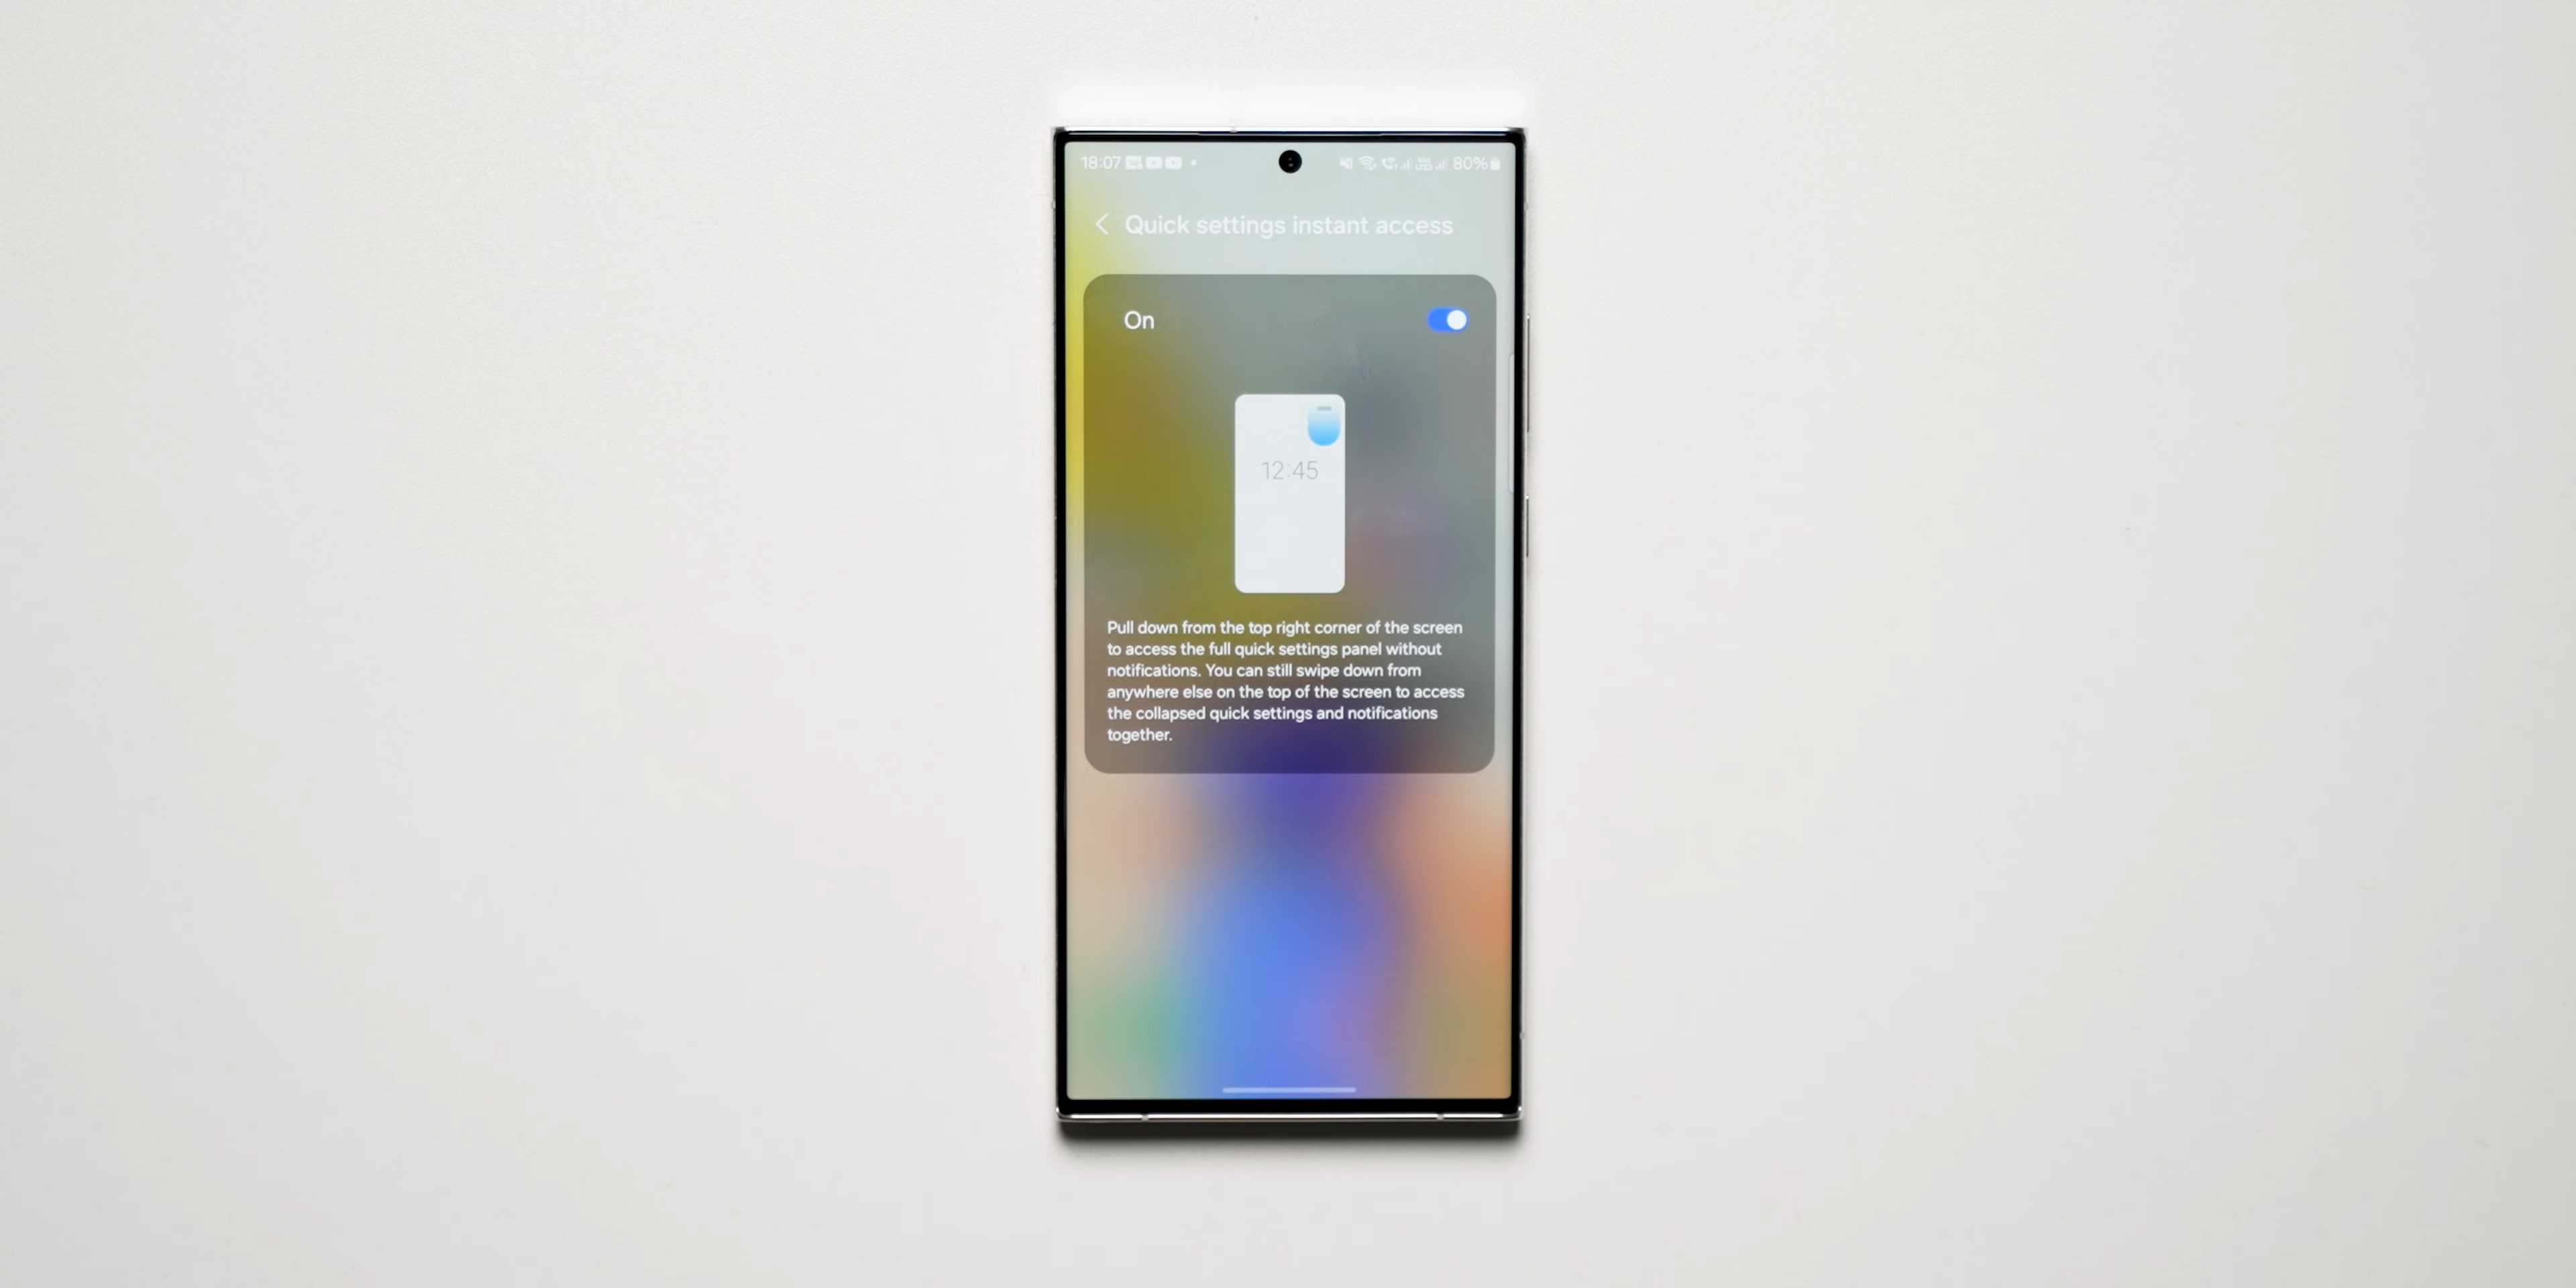 18:07
80%
Quick settings instant access
On
12:45
Pull down from the top right corner of the screen
to access the full quick settings panel without
notifications. You can still swipe down from
anywhere else on the top of the screen to access
the collapsed quick settings and notifications
together.